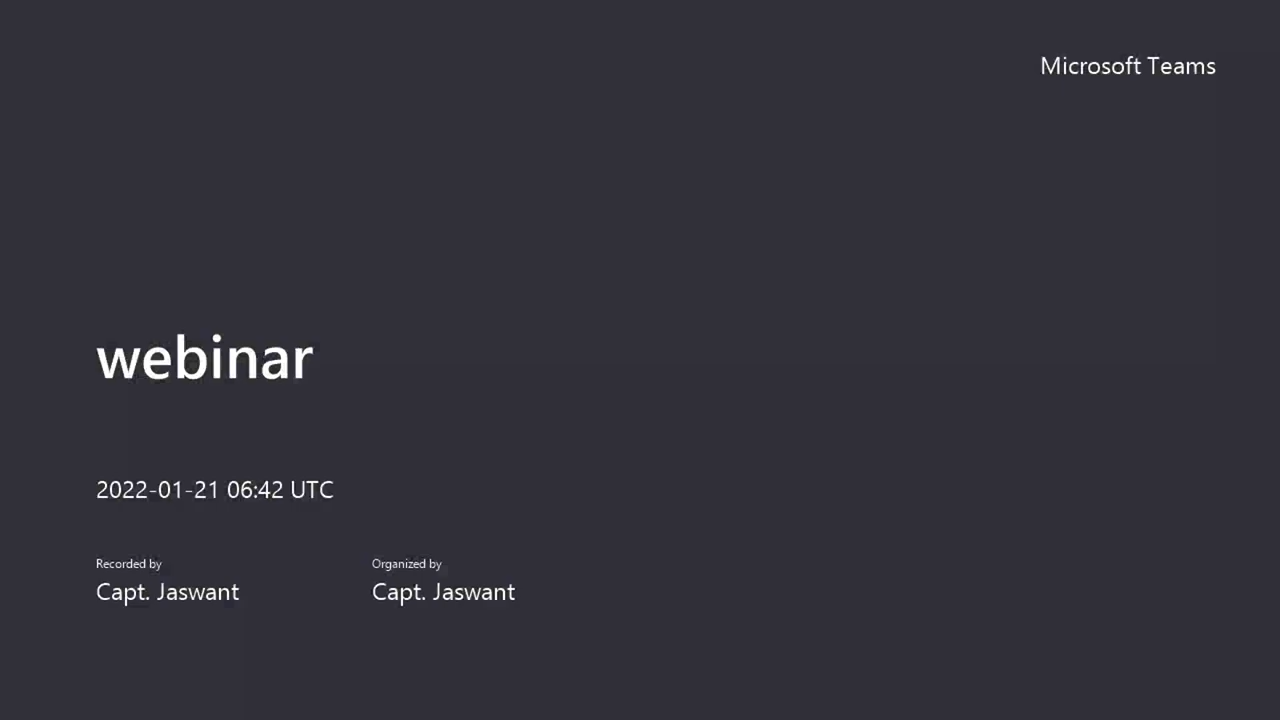 Microsoft Teams
webinar
2022-01-21 06:42 UTC
Recorded by
Capt. Jaswant
Organized by
Capt. Jaswant